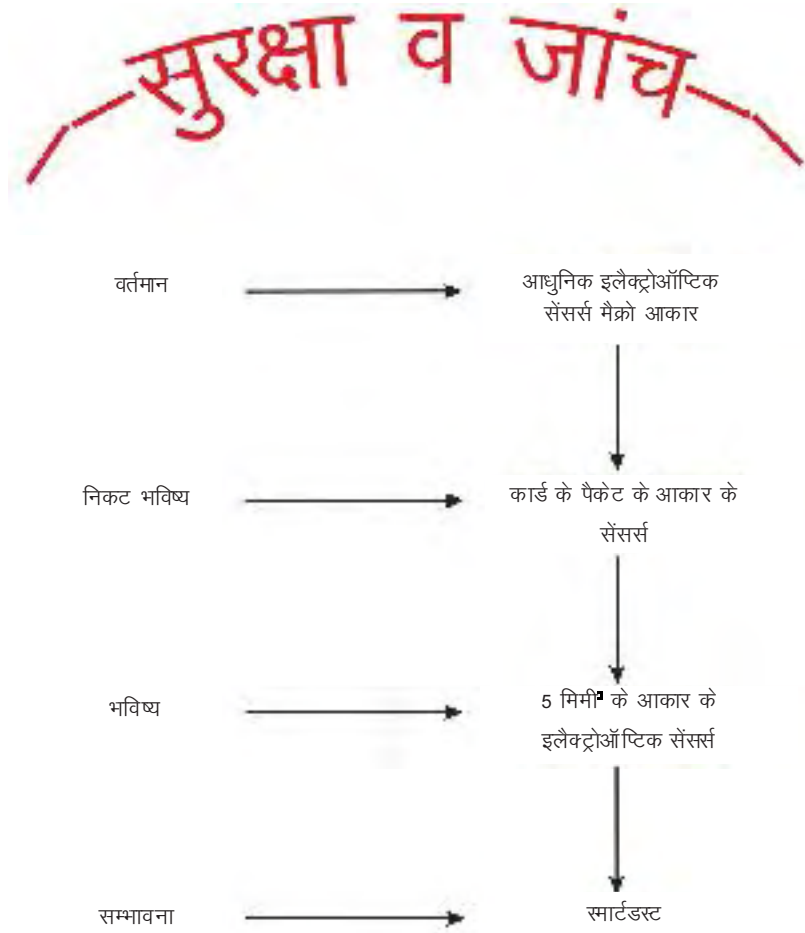 सुरक्षा व जांच
वर्तमान
आधुनिक इलैक्ट्रोऑप्टिक
सेंसर्स मैक्रो आकार
निकट भविष्य
कार्ड के पैकेट के आकार के
सेंसर्स
भविष्य
5 मिमी³ के आकार के
इलैक्ट्रोऑप्टिक सेंसर्स
सम्भावना
स्मार्टडस्ट